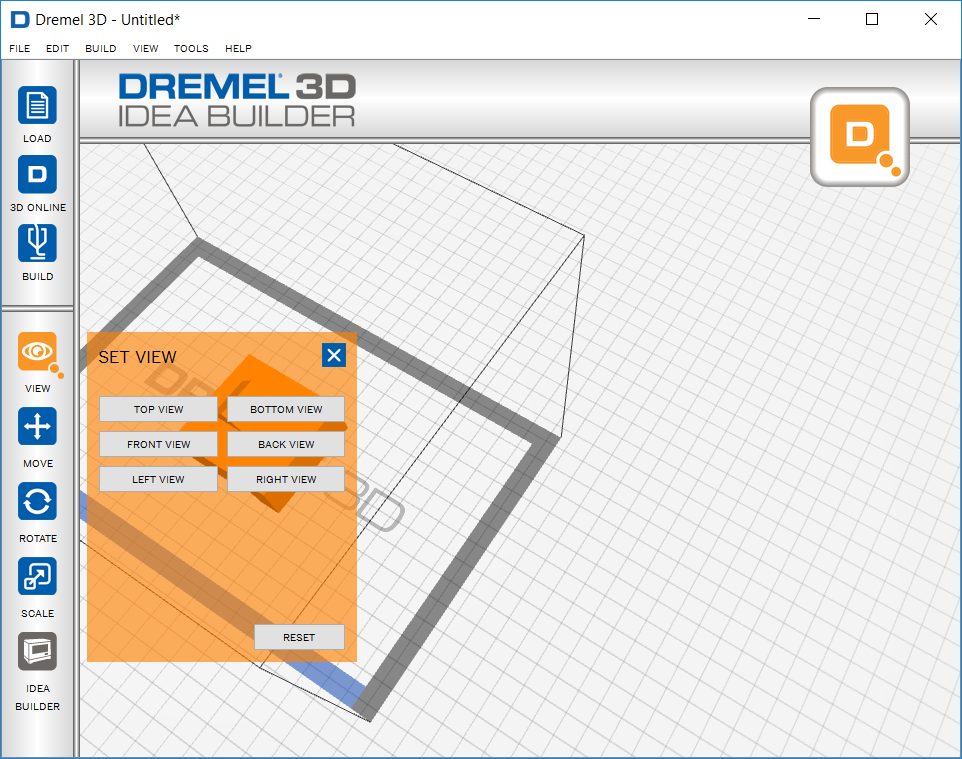 Dremel 3D - Untitled*
FILE EDIT BUILD VIEW TOOLS HELP
DREMEL 3D
IDEA BUILDER
D
LOAD
D
3D ONLINE
BUILD
VIEW
MOVE
ROTATE
SCALE
IDEA
BUILDER
SET VIEW
TOP VIEW BOTTOM VIEW
FRONT VIEW BACK VIEW
LEFT VIEW RIGHT VIEW
RESET
3D